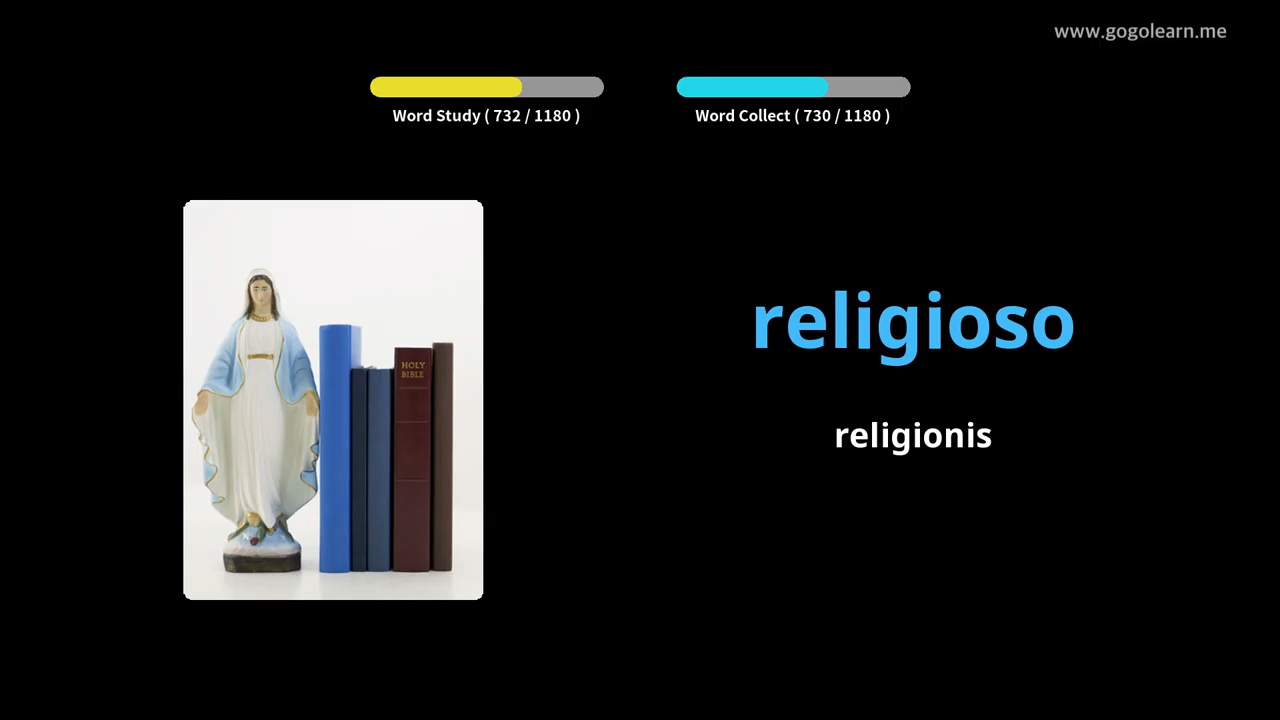 www.gogolearn.me
Word Study ( 732 / 1180 )
Word Collect ( 730 / 1180 )
HOLY
BIBLE
religioso
religionis